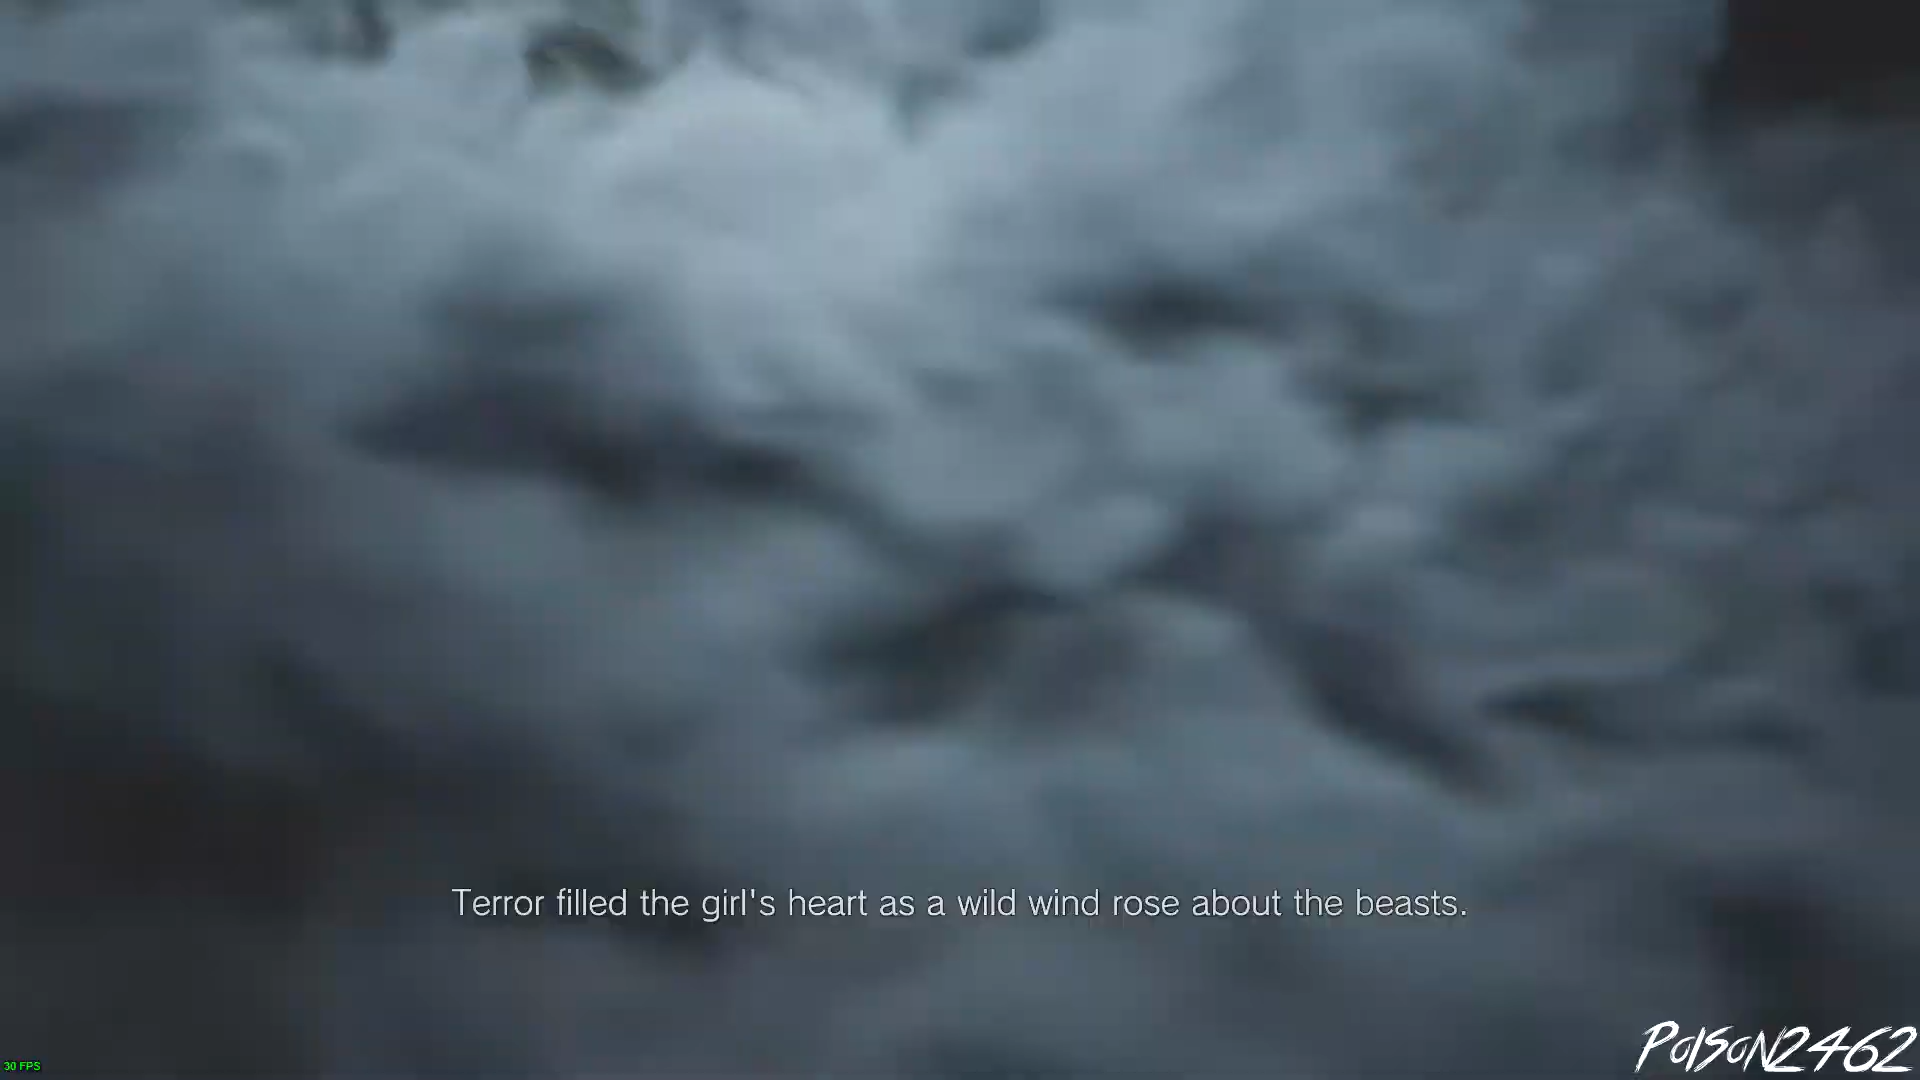 Terror filled the girl's heart as a wild wind rose about the beasts.
30 FPS
Poison2462